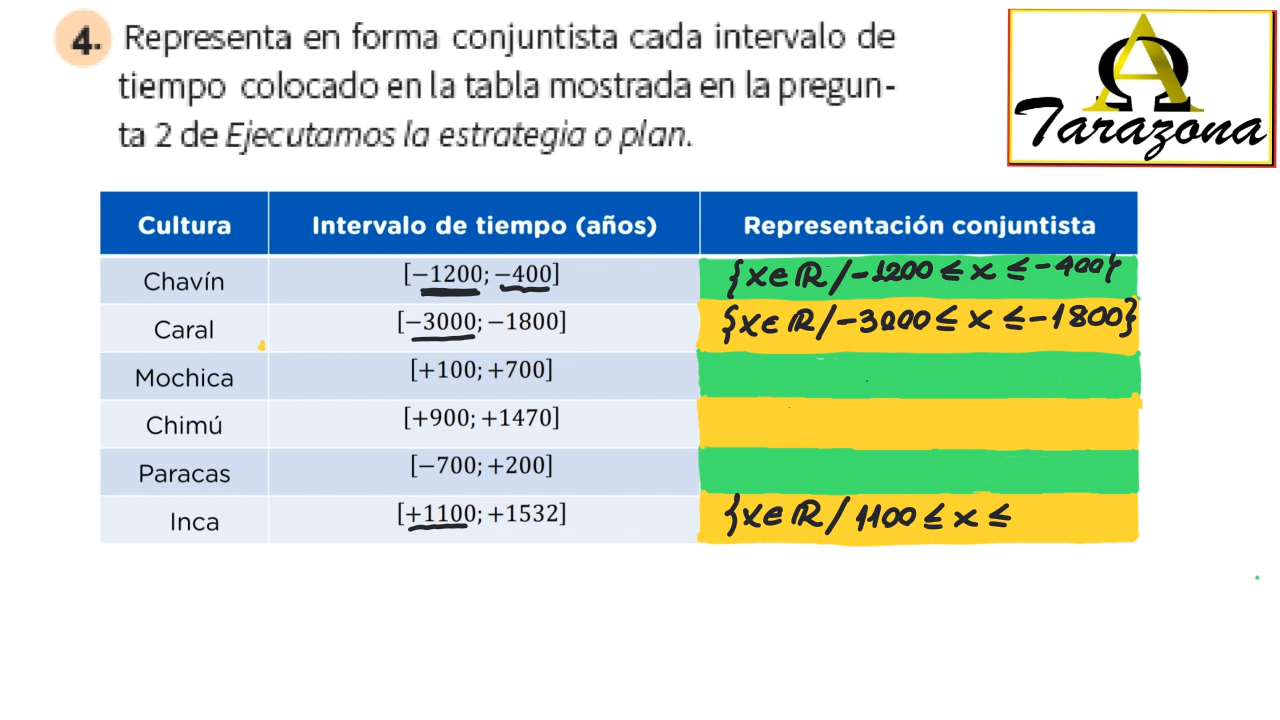 4. Representa en forma conjuntista cada intervalo de
tiempo colocado en la tabla mostrada en la pregun-
ta 2 de Ejecutamos la estrategia o plan.
AΩ
Tarazona
Cultura Intervalo de tiempo (años) Representación conjuntista
Chavín [−1200; −400] {x∈ℝ/−1200 ≤ x ≤ −400}
Caral [−3000; −1800] {x∈ℝ/−3000 ≤ x ≤ −1800}
Mochica [+100; +700]
Chimú [+900; +1470]
Paracas [−700; +200]
Inca [+1100; +1532] {x∈ℝ/ 1100 ≤ x ≤